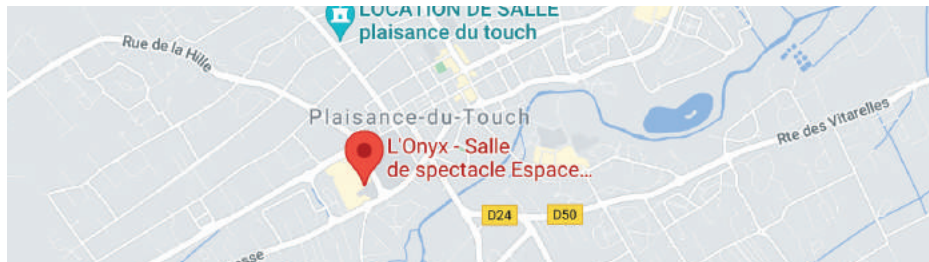 LOCATION DE SALLE
plaisance du touch
Rue de la Hille
Plaisance-du-Touch
L'Onyx - Salle
de spectacle Espace...
Rte des Vitarelles
D24
D50